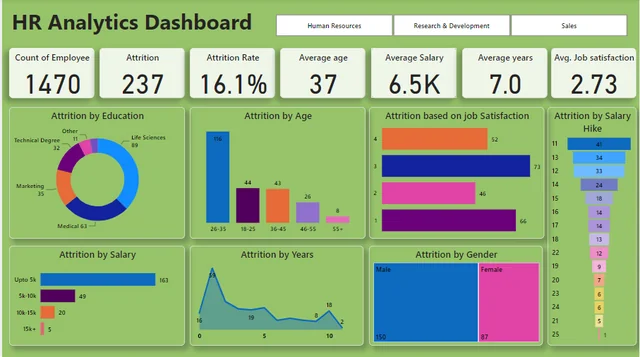 HR Analytics Dashboard
Human Resources
Research & Development
Sales
Count of Employee
1470
Attrition
237
Attrition Rate
16.1%
Average age
37
Average Salary
6.5K
Average years
7.0
Avg. Job satisfaction
2.73
Attrition by Education
Other
11
Technical Degree
32
Life Sciences
89
Marketing
35
Medical 63
Attrition by Age
116
44
43
26
8
26-35
18-25
36-45
46-55
55+
Attrition based on job Satisfaction
4
52
3
73
2
46
1
66
Attrition by Salary
Hike
11
41
13
34
12
33
14
24
15
18
16
14
17
14
18
13
22
12
19
9
20
7
23
6
24
6
21
5
25
1
Attrition by Salary
Upto 5k
163
5k-10k
49
10k-15k
20
15k+
5
Attrition by Years
59
16
19
8
18
2
0
5
10
Attrition by Gender
Male
150
Female
87